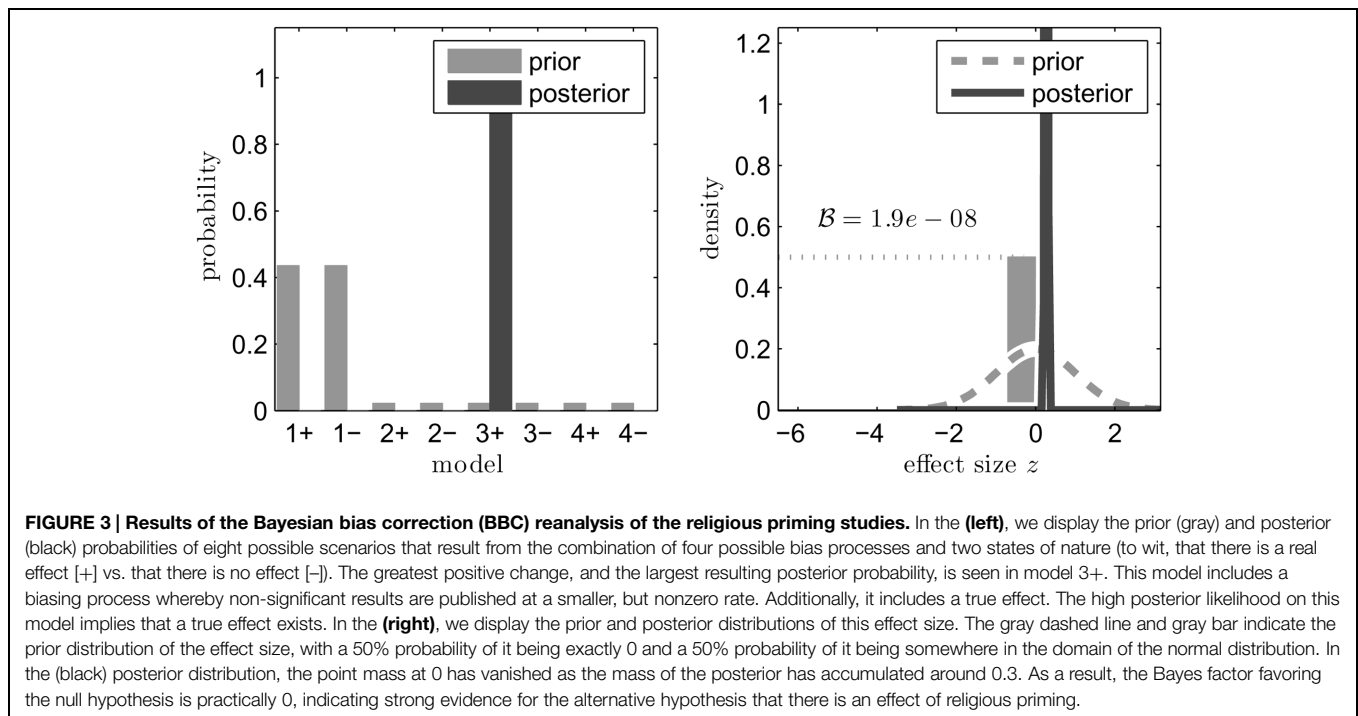 prior
posterior
1
0.8
0.6
0.4
0.2
0
probability
1+ 1− 2+ 2− 3+ 3− 4+ 4−
model
prior
posterior
1.2
1
0.8
0.6
0.4
0.2
0
density
B = 1.9e − 08
−6 −4 −2 0 2
effect size z
FIGURE 3 | Results of the Bayesian bias correction (BBC) reanalysis of the religious priming studies. In the (left), we display the prior (gray) and posterior
(black) probabilities of eight possible scenarios that result from the combination of four possible bias processes and two states of nature (to wit, that there is a real
effect [+] vs. that there is no effect [–]). The greatest positive change, and the largest resulting posterior probability, is seen in model 3+. This model includes a
biasing process whereby non-significant results are published at a smaller, but nonzero rate. Additionally, it includes a true effect. The high posterior likelihood on this
model implies that a true effect exists. In the (right), we display the prior and posterior distributions of this effect size. The gray dashed line and gray bar indicate the
prior distribution of the effect size, with a 50% probability of it being exactly 0 and a 50% probability of it being somewhere in the domain of the normal distribution. In
the (black) posterior distribution, the point mass at 0 has vanished as the mass of the posterior has accumulated around 0.3. As a result, the Bayes factor favoring
the null hypothesis is practically 0, indicating strong evidence for the alternative hypothesis that there is an effect of religious priming.